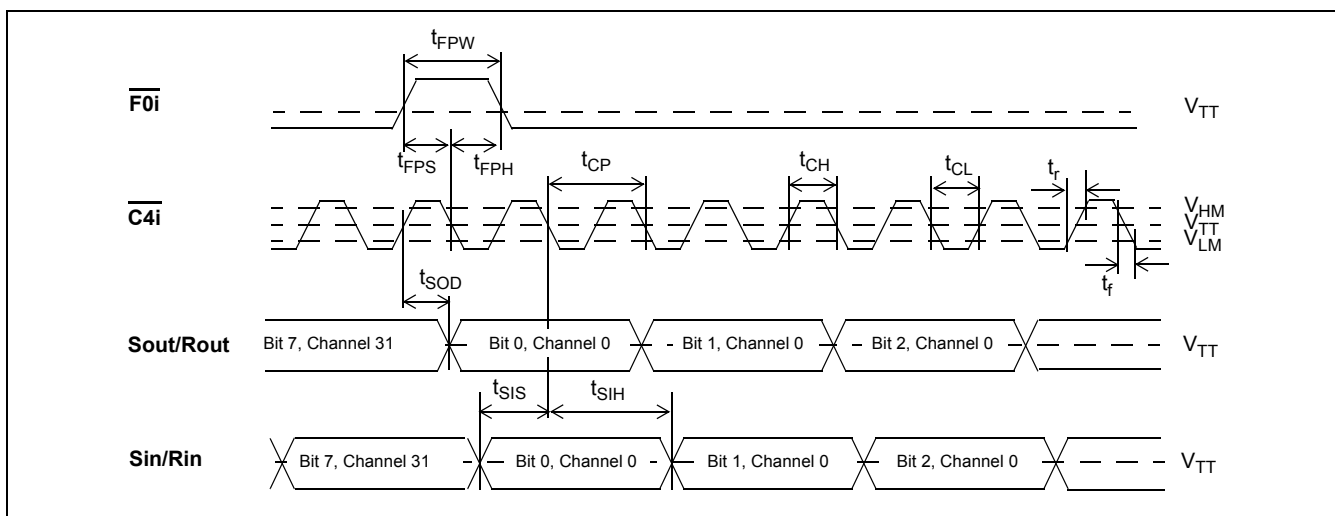 tFPW
F0i
VTT
tFPS
tFPH
tCP
tCH
tCL
tr
C4i
VHM
VTT
VLM
tSOD
tf
Sout/Rout
Bit 7, Channel 31
Bit 0, Channel 0
Bit 1, Channel 0
Bit 2, Channel 0
VTT
tSIS
tSIH
Sin/Rin
Bit 7, Channel 31
Bit 0, Channel 0
Bit 1, Channel 0
Bit 2, Channel 0
VTT